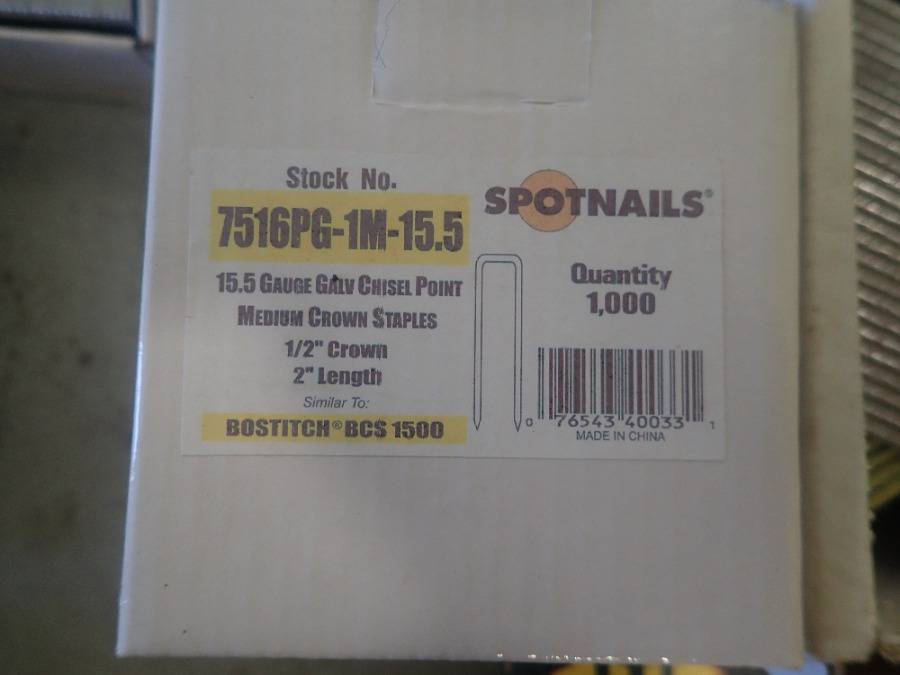 Stock No.
7516PG-1M-15.5
15.5 GAUGE GALV CHISEL POINT
MEDIUM CROWN STAPLES
1/2" Crown
2" Length
Similar To:
BOSTITCH® BCS 1500
SPOTNAILS®
Quantity
1,000
0 76543 40033 1
MADE IN CHINA